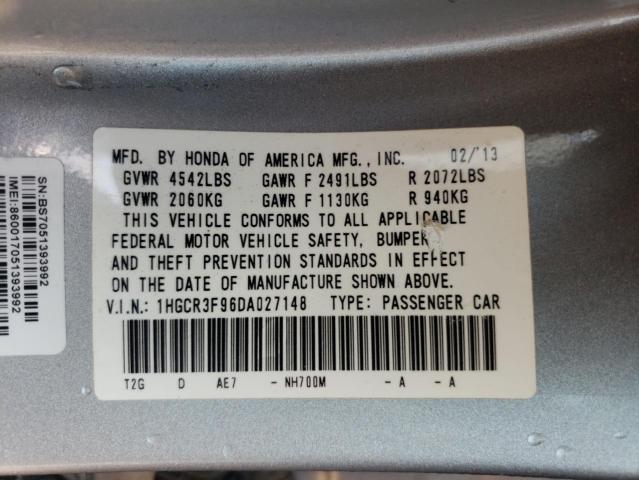 MFD. BY HONDA OF AMERICA MFG., INC. 02/'13
GVWR 4542LBS GAWR F 2491LBS R 2072LBS
GVWR 2060KG GAWR F 1130KG R 940KG
THIS VEHICLE CONFORMS TO ALL APPLICABLE
FEDERAL MOTOR VEHICLE SAFETY, BUMPER
AND THEFT PREVENTION STANDARDS IN EFFECT
ON THE DATE OF MANUFACTURE SHOWN ABOVE.
V.I.N.: 1HGCR3F96DA027148 TYPE: PASSENGER CAR
T2G D AE7 - NH700M - A - A
SN:BS7051393992
IMEI:860017051393992